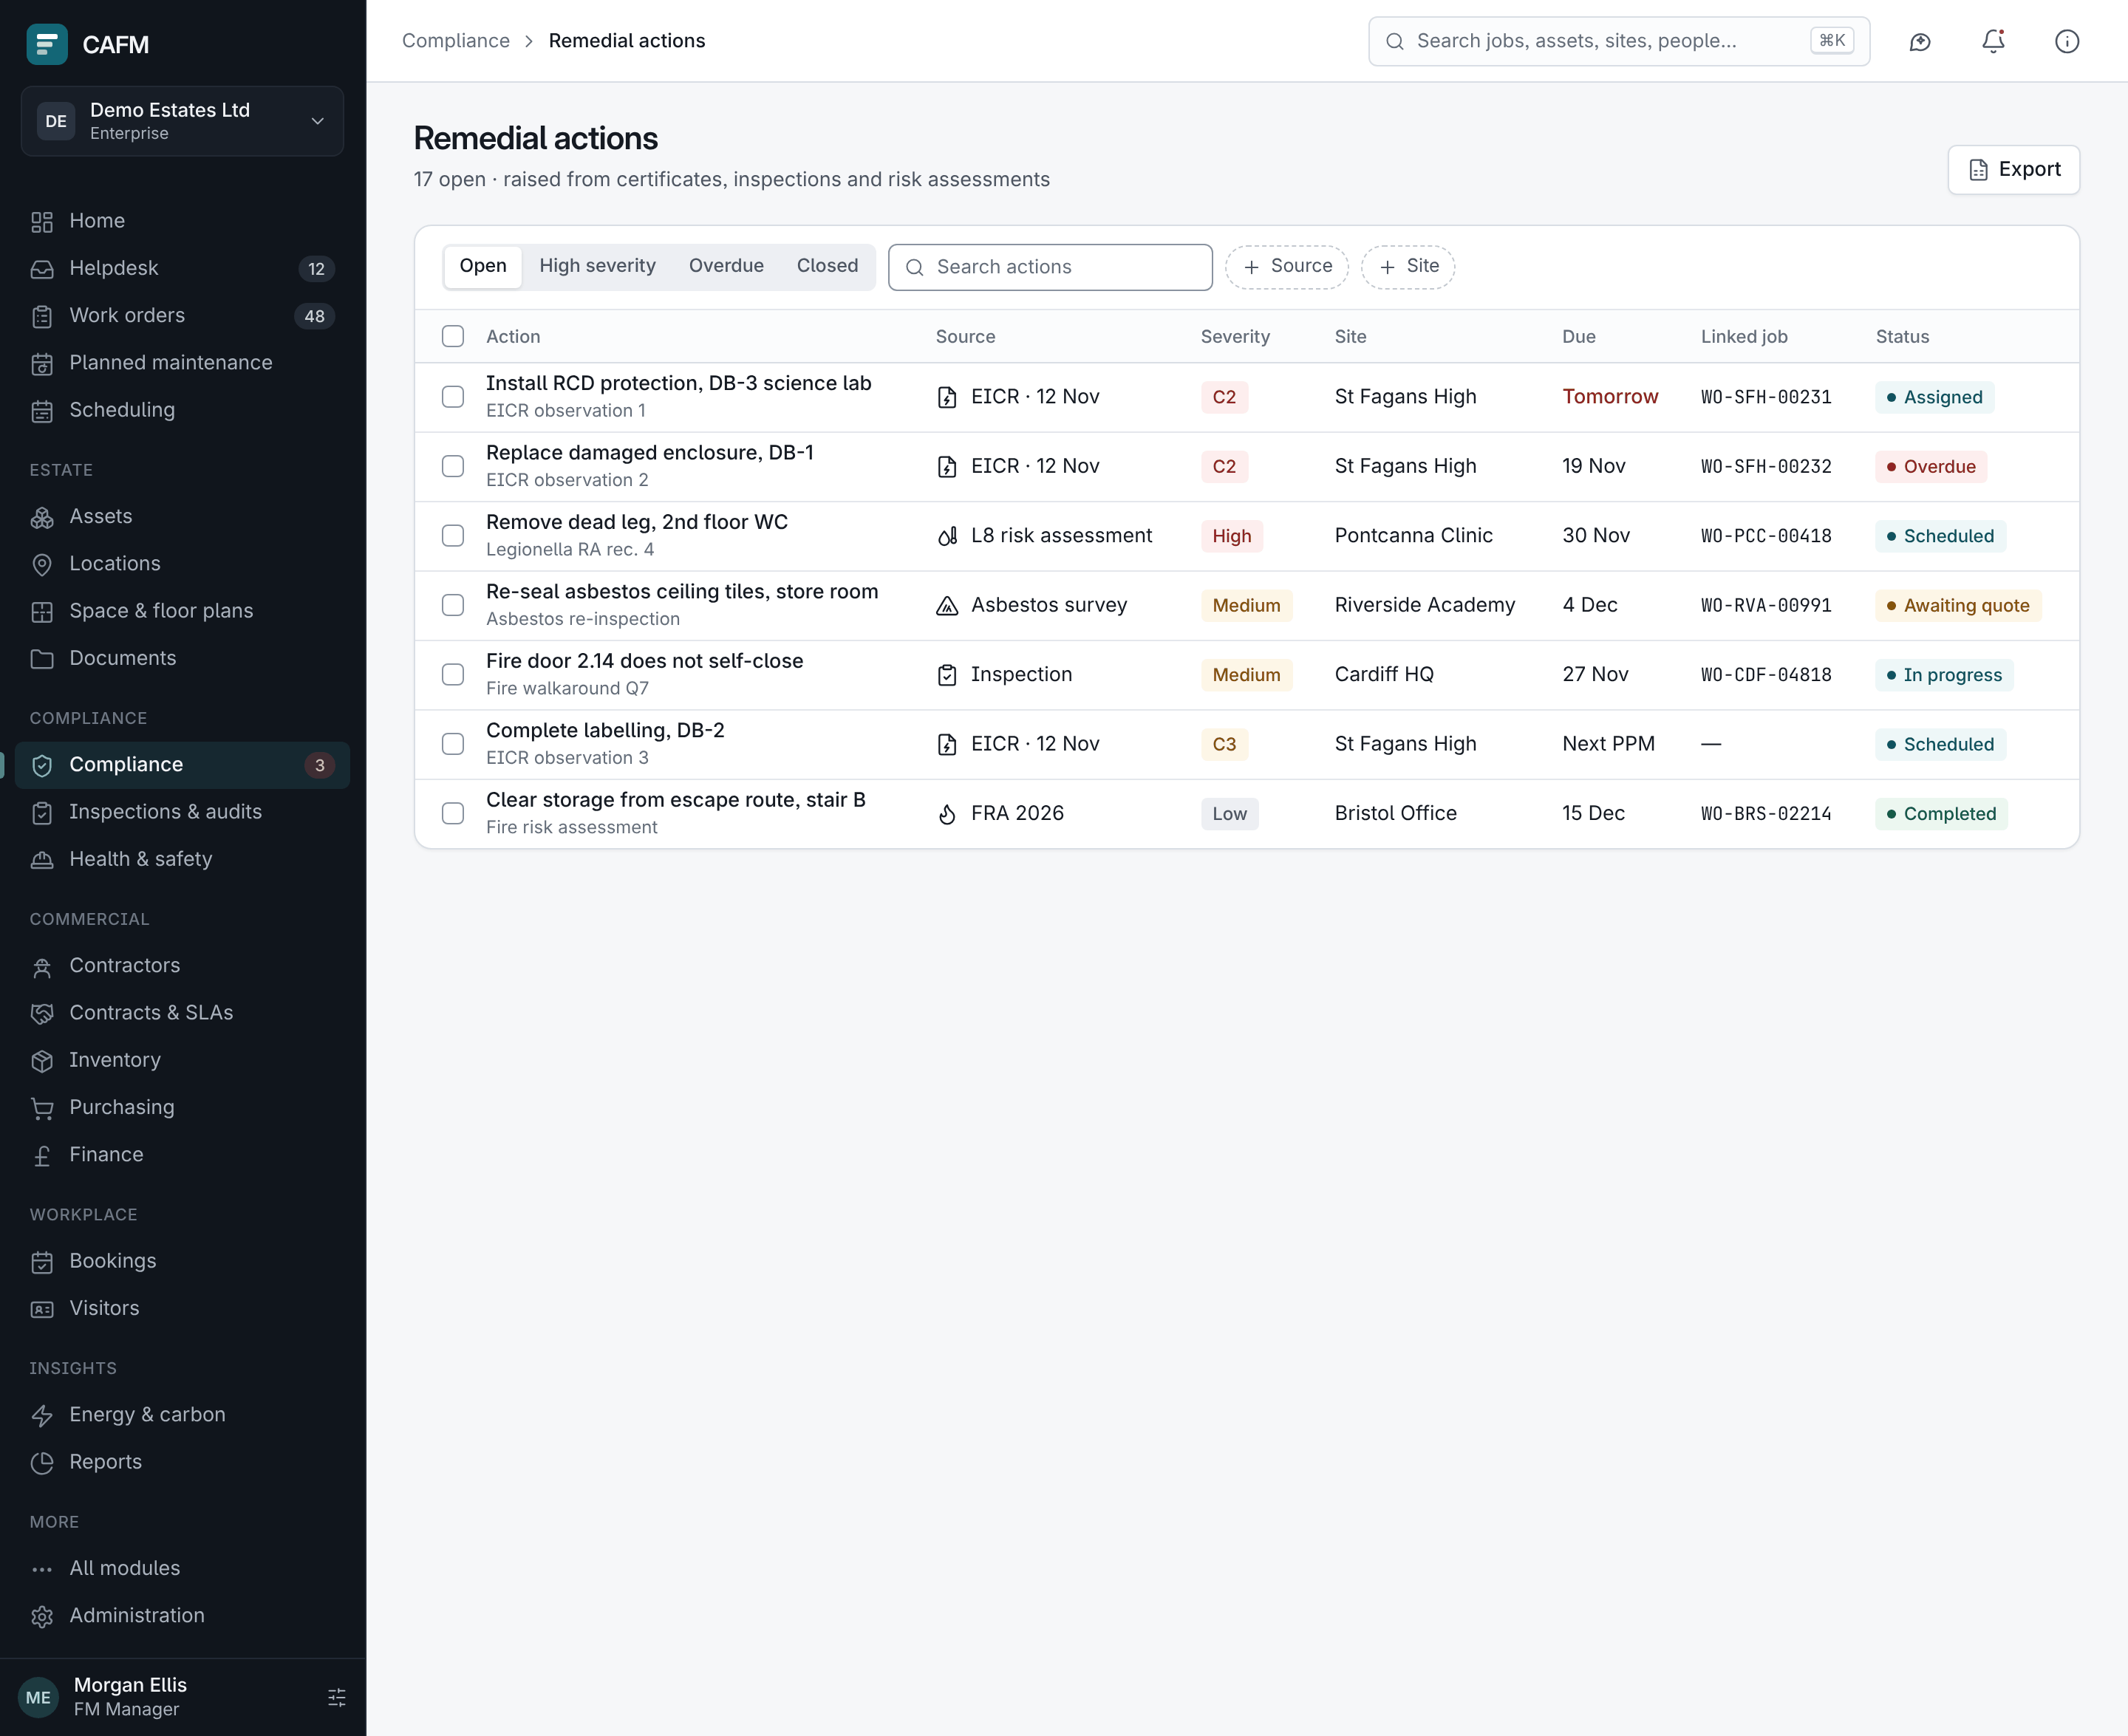 CAFM
DE
Demo Estates Ltd
Enterprise
Home
Helpdesk 12
Work orders 48
Planned maintenance
Scheduling
ESTATE
Assets
Locations
Space & floor plans
Documents
COMPLIANCE
Compliance 3
Inspections & audits
Health & safety
COMMERCIAL
Contractors
Contracts & SLAs
Inventory
Purchasing
Finance
WORKPLACE
Bookings
Visitors
INSIGHTS
Energy & carbon
Reports
MORE
All modules
Administration
ME
Morgan Ellis
FM Manager
Compliance Remedial actions
Search jobs, assets, sites, people... ⌘K
Remedial actions
17 open · raised from certificates, inspections and risk assessments
Export
Open High severity Overdue Closed Search actions + Source + Site
Action Source Severity Site Due Linked job Status
Install RCD protection, DB-3 science lab
EICR observation 1
EICR · 12 Nov C2 St Fagans High Tomorrow WO-SFH-00231 Assigned
Replace damaged enclosure, DB-1
EICR observation 2
EICR · 12 Nov C2 St Fagans High 19 Nov WO-SFH-00232 Overdue
Remove dead leg, 2nd floor WC
Legionella RA rec. 4
L8 risk assessment High Pontcanna Clinic 30 Nov WO-PCC-00418 Scheduled
Re-seal asbestos ceiling tiles, store room
Asbestos re-inspection
Asbestos survey Medium Riverside Academy 4 Dec WO-RVA-00991 Awaiting quote
Fire door 2.14 does not self-close
Fire walkaround Q7
Inspection Medium Cardiff HQ 27 Nov WO-CDF-04818 In progress
Complete labelling, DB-2
EICR observation 3
EICR · 12 Nov C3 St Fagans High Next PPM — Scheduled
Clear storage from escape route, stair B
Fire risk assessment
FRA 2026 Low Bristol Office 15 Dec WO-BRS-02214 Completed